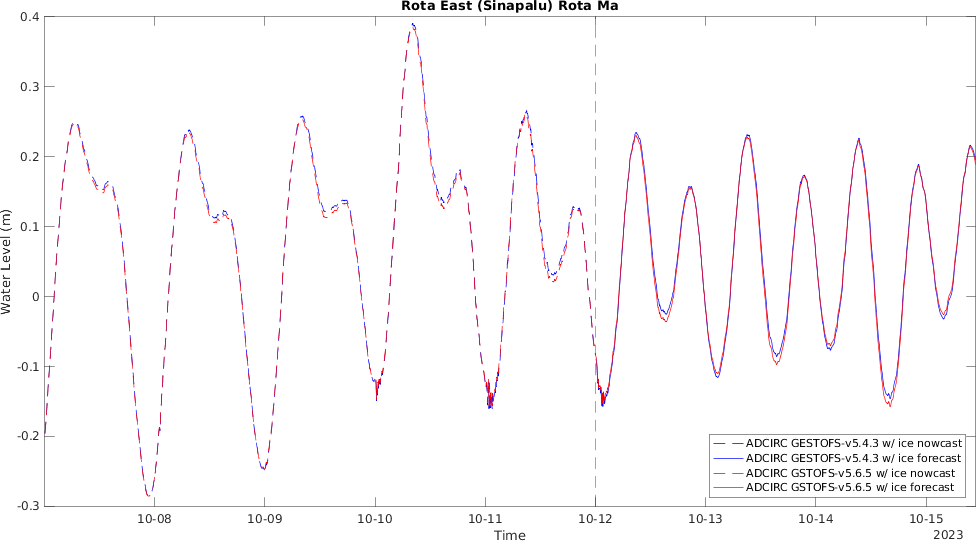 Rota East (Sinapalu) Rota Ma
0.4
0.3
0.2
0.1
0
-0.1
-0.2
-0.3
Water Level (m)
10-08 10-09 10-10 10-11 10-12 10-13 10-14 10-15
Time
2023
ADCIRC GESTOFS-v5.4.3 w/ ice nowcast
ADCIRC GESTOFS-v5.4.3 w/ ice forecast
ADCIRC GSTOFS-v5.6.5 w/ ice nowcast
ADCIRC GSTOFS-v5.6.5 w/ ice forecast